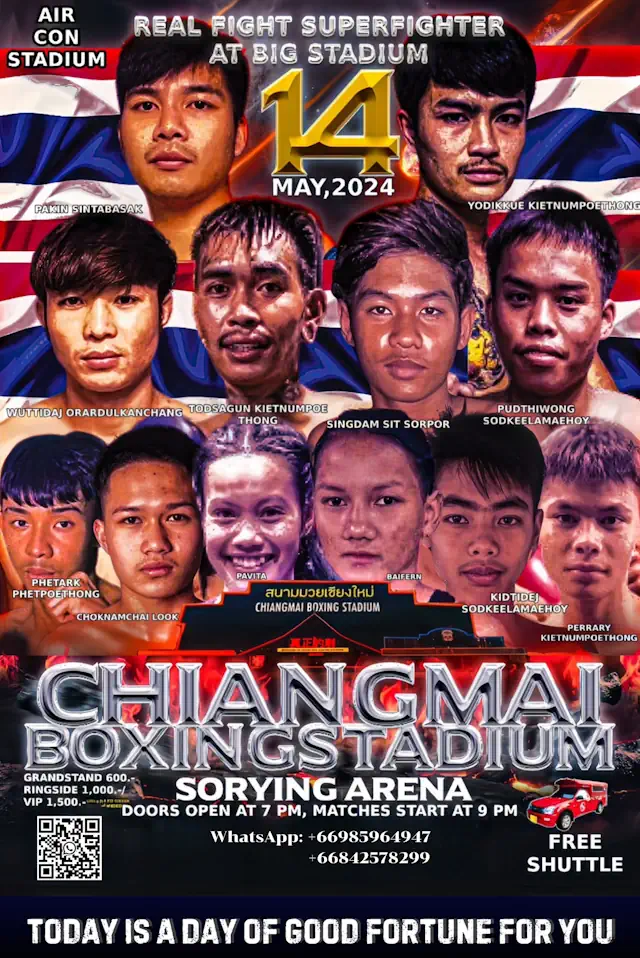 AIR
CON
STADIUM
REAL FIGHT SUPERFIGHTER
AT BIG STADIUM
14
MAY,2024
PAKIN SINTABASAK
YODIKKUE KIETNUMPOETHONG
WUTTIDAJ ORARDULKANCHANG
TODSAGUN KIETNUMPOE
THONG
SINGDAM SIT SORPOR
PUDTHIWONG
SODKEELAMAEHOY
PHETARK
PHETPOETHONG
CHOKNAMCHAI LOOK
PAVITA
BAIFERN
KIDTIDEJ
SODKEELAMAEHOY
PERRARY
KIETNUMPOETHONG
สนามมวยเชียงใหม่
CHIANGMAI BOXING STADIUM
CHIANGMAI
BOXINGSTADIUM
SORYING ARENA
GRANDSTAND 600.-
RINGSIDE 1,000.-/
VIP 1,500.-
DOORS OPEN AT 7 PM, MATCHES START AT 9 PM
WhatsApp: +66985964947
+66842578299
FREE
SHUTTLE
TODAY IS A DAY OF GOOD FORTUNE FOR YOU